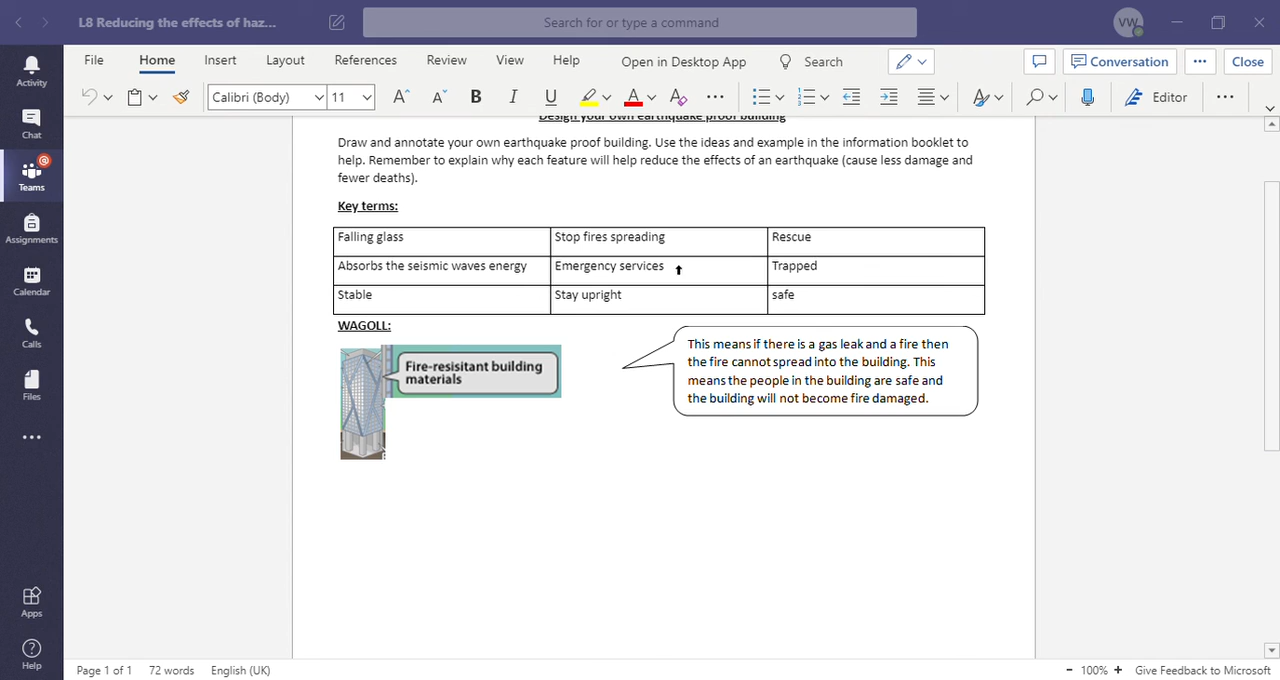 L8 Reducing the effects of haz...
Search for or type a command
VW
File
Home
Insert
Layout
References
Review
View
Help
Open in Desktop App
Search
Conversation
Close
Calibri (Body)
11
B
I
U
Editor
Activity
Chat
Teams
Assignments
Calendar
Calls
Files
Apps
Help
Design your own earthquake proof building
Draw and annotate your own earthquake proof building. Use the ideas and example in the information booklet to
help. Remember to explain why each feature will help reduce the effects of an earthquake (cause less damage and
fewer deaths).
Key terms:
Falling glass
Stop fires spreading
Rescue
Absorbs the seismic waves energy
Emergency services
Trapped
Stable
Stay upright
safe
WAGOLL:
Fire-resisitant building
materials
This means if there is a gas leak and a fire then
the fire cannot spread into the building. This
means the people in the building are safe and
the building will not become fire damaged.
Page 1 of 1
72 words
English (UK)
- 100% +
Give Feedback to Microsoft